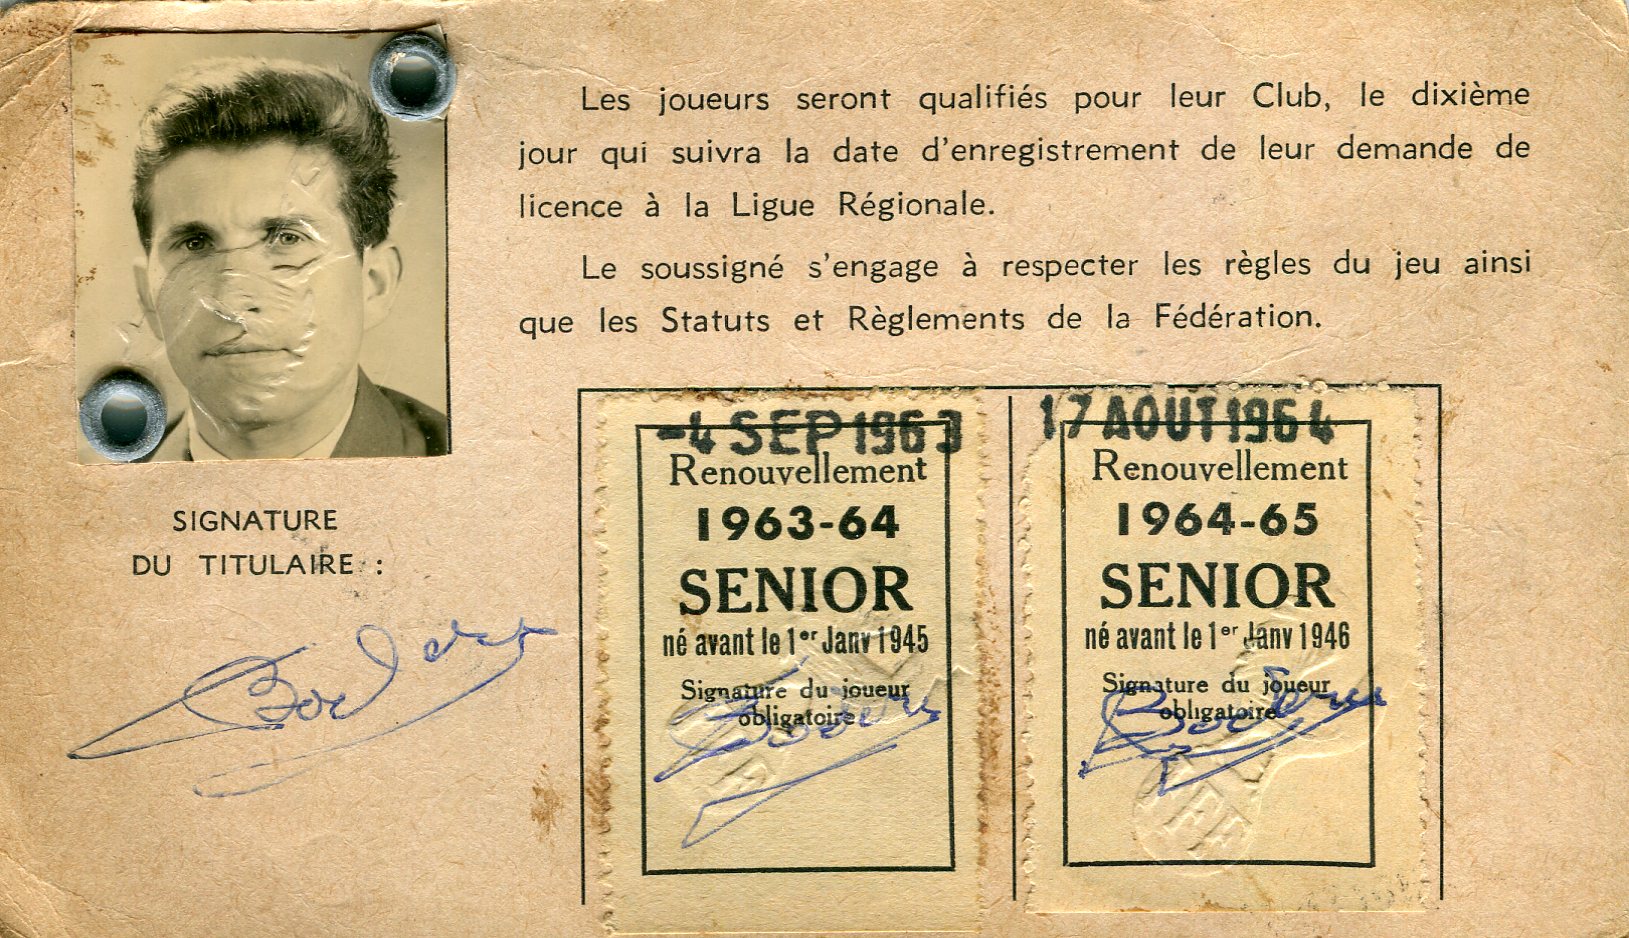 Les joueurs seront qualifiés pour leur Club, le dixième
jour qui suivra la date d'enregistrement de leur demande de
licence à la Ligue Régionale.
Le soussigné s'engage à respecter les règles du jeu ainsi
que les Statuts et Règlements de la Fédération.
SIGNATURE
DU TITULAIRE :
-4 SEP 1963
Renouvellement
1963-64
SENIOR
né avant le 1er Janv 1945
Signature du joueur
obligatoire
17 AOUT 1964
Renouvellement
1964-65
SENIOR
né avant le 1er Janv 1946
Signature du joueur
obligatoire